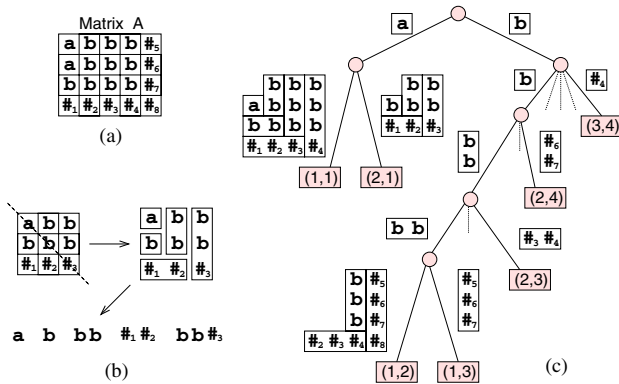 Matrix A
a b b b #5
a b b b #6
b b b b #7
#1 #2 #3 #4 #8
(a)
a b b
b b b
#1 #2 #3
a b b
b b b
#1 #2 #3
a b bb #1#2 bb#3
(b)
a
b
b b b
a b b b
b b b b
#1 #2 #3 #4
b b
b b b
#1 #2 #3
(1,1)
(2,1)
b
#4
(3,4)
b
b
#6
#7
(2,4)
b b
#3 #4
(2,3)
b #5
b #6
b #7
#2 #3 #4 #8
#5
#6
#7
(1,2)
(1,3)
(c)